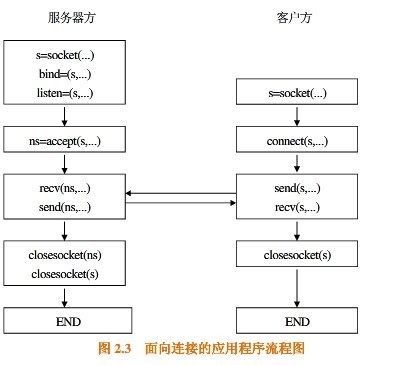 服务器方
客户方
s=socket(...)
bind=(s,...)
listen=(s,...)
s=socket(...)
ns=accept(s,...)
connect(s,...)
recv(ns,...)
send(ns,...)
send(s,...)
recv(s,...)
closesocket(ns)
closesocket(s)
closesocket(s)
END
END
图 2.3 面向连接的应用程序流程图